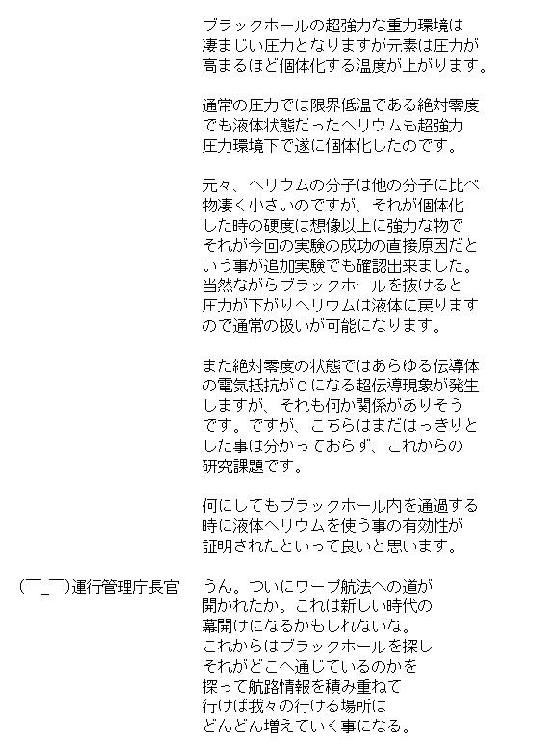 ブラックホールの超強力な重力環境は
凄まじい圧力となりますが元素は圧力が
高まるほど個体化する温度が上がります。
通常の圧力では限界低温である絶対零度
でも液体状態だったヘリウムも超強力
圧力環境下で遂に個体化したのです。
元々、ヘリウムの分子は他の分子に比べ
物凄く小さいのですが、それが個体化
した時の硬度は想像以上に強力な物で
それが今回の実験の成功の直接原因だと
いう事が追加実験でも確認出来ました。
当然ながらブラックホールを抜けると
圧力が下がりヘリウムは液体に戻ります
ので通常の扱いが可能になります。
また絶対零度の状態ではあらゆる伝導体
の電気抵抗が0になる超伝導現象が発生
しますが、それも何か関係がありそう
です。ですが、こちらはまだはっきりと
した事は分かっておらず、これからの
研究課題です。
何にしてもブラックホール内を通過する
時に液体ヘリウムを使う事の有効性が
証明されたといって良いと思います。
(￣_￣)運行管理庁長官 うん。ついにワープ航法への道が
開かれたか。これは新しい時代の
幕開けになるかもしれないな。
これからはブラックホールを探し
それがどこへ通じているのかを
探って航路情報を積み重ねて
行けば我々の行ける場所は
どんどん増えていく事になる。